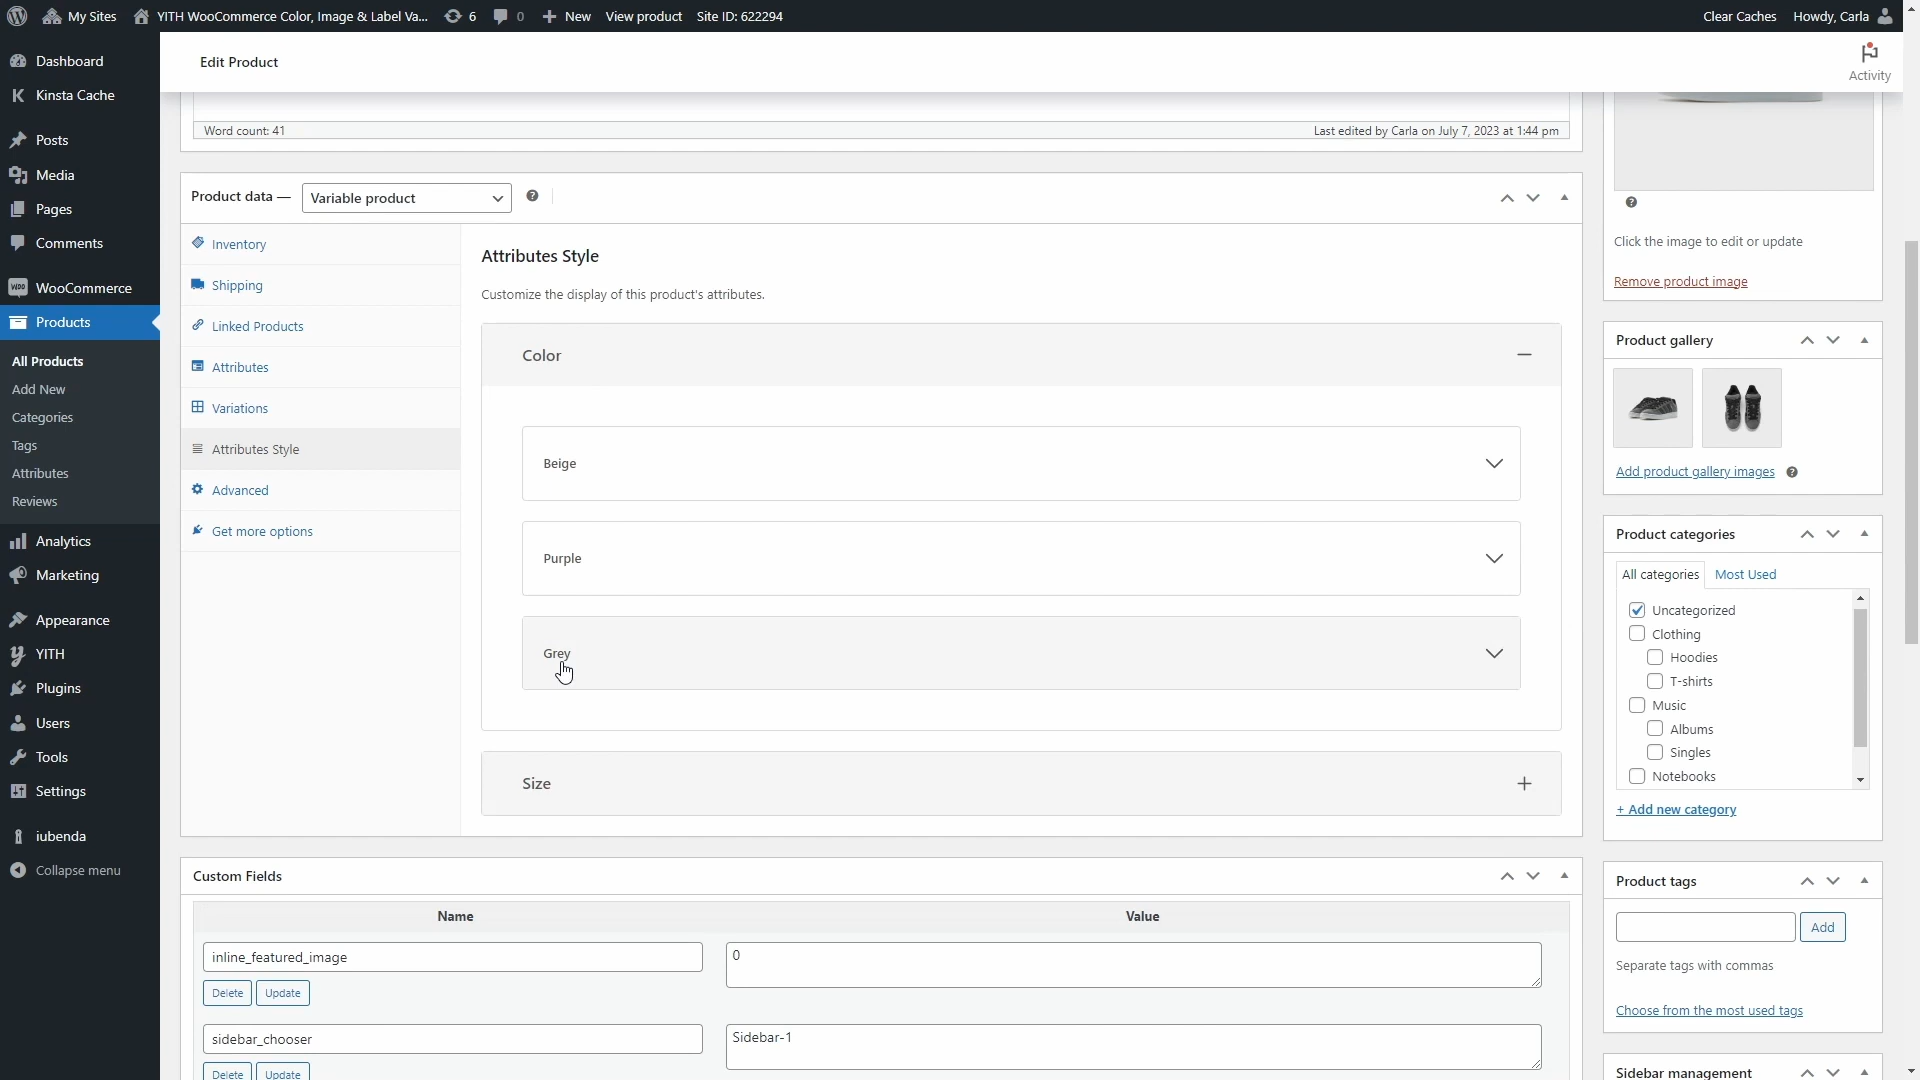 My Sites
YITH WooCommerce Color, Image & Label Va...
6
0
New
View product
Site ID: 622294
Clear Caches
Howdy, Carla
Dashboard
Kinsta Cache
Posts
Media
Pages
Comments
WooCommerce
Products
All Products
Add New
Categories
Tags
Attributes
Reviews
Analytics
Marketing
Appearance
YITH
Plugins
Users
Tools
Settings
iubenda
Collapse menu
Edit Product
Activity
Word count: 41
Last edited by Carla on July 7, 2023 at 1:44 pm
Product data —
Variable product
Inventory
Shipping
Linked Products
Attributes
Variations
Attributes Style
Advanced
Get more options
Attributes Style
Customize the display of this product's attributes.
Color
Beige
Purple
Grey
Size
Custom Fields
Name
Value
inline_featured_image
0
Delete
Update
sidebar_chooser
Sidebar-1
Delete
Update
Click the image to edit or update
Remove product image
Product gallery
Add product gallery images
Product categories
All categories
Most Used
Uncategorized
Clothing
Hoodies
T-shirts
Music
Albums
Singles
Notebooks
+ Add new category
Product tags
Add
Separate tags with commas
Choose from the most used tags
Sidebar management